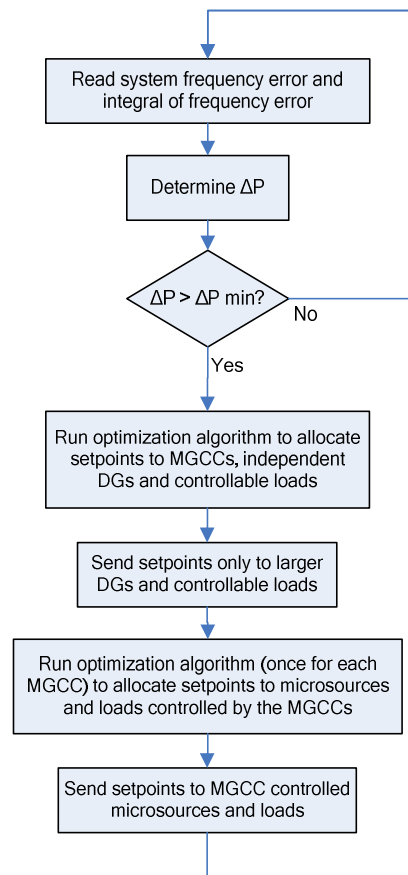 Read system frequency error and
integral of frequency error
Determine ΔP
ΔP > ΔP min?
No
Yes
Run optimization algorithm to allocate
setpoints to MGCCs, independent
DGs and controllable loads
Send setpoints only to larger
DGs and controllable loads
Run optimization algorithm (once for each
MGCC) to allocate setpoints to microsources
and loads controlled by the MGCCs
Send setpoints to MGCC controlled
microsources and loads